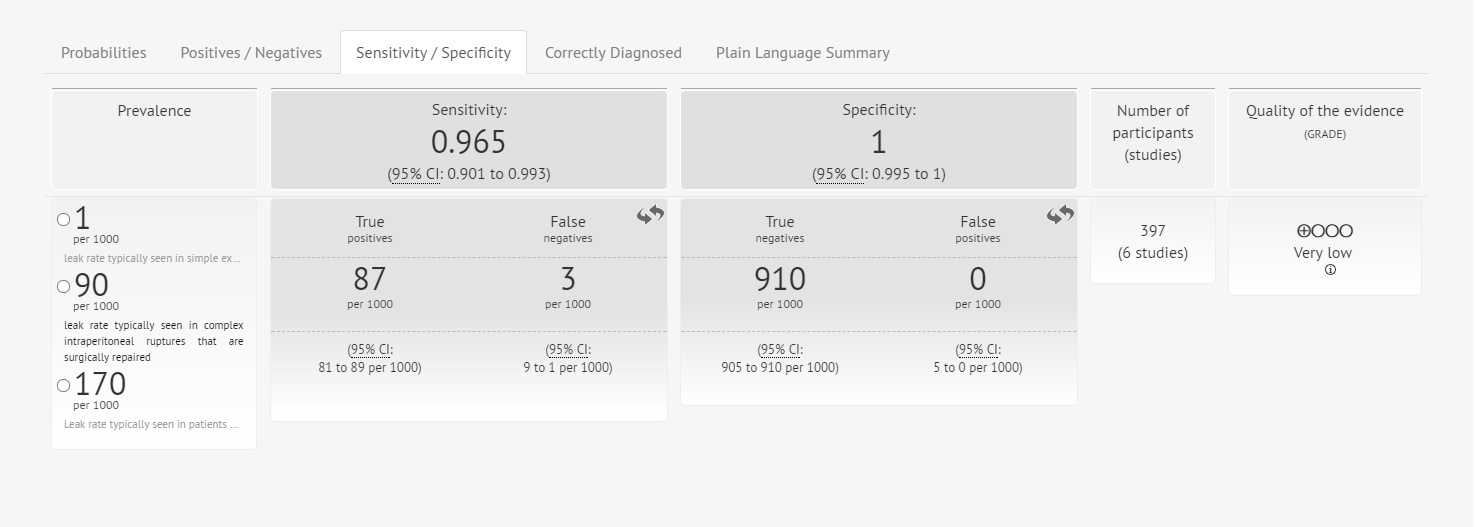 Probabilities
Positives / Negatives
Sensitivity / Specificity
Correctly Diagnosed
Plain Language Summary
Prevalence
Sensitivity:
0.965
(95% CI: 0.901 to 0.993)
Specificity:
1
(95% CI: 0.995 to 1)
Number of
participants
(studies)
Quality of the evidence
(GRADE)
1
per 1000
leak rate typically seen in simple ex...
90
per 1000
leak rate typically seen in complex
intraperitoneal ruptures that are
surgically repaired
170
per 1000
Leak rate typically seen in patients ...
True
positives
False
negatives
87
per 1000
3
per 1000
(95% CI:
81 to 89 per 1000)
(95% CI:
9 to 1 per 1000)
True
negatives
False
positives
910
per 1000
0
per 1000
(95% CI:
905 to 910 per 1000)
(95% CI:
5 to 0 per 1000)
397
(6 studies)
⊕◯◯◯
Very low